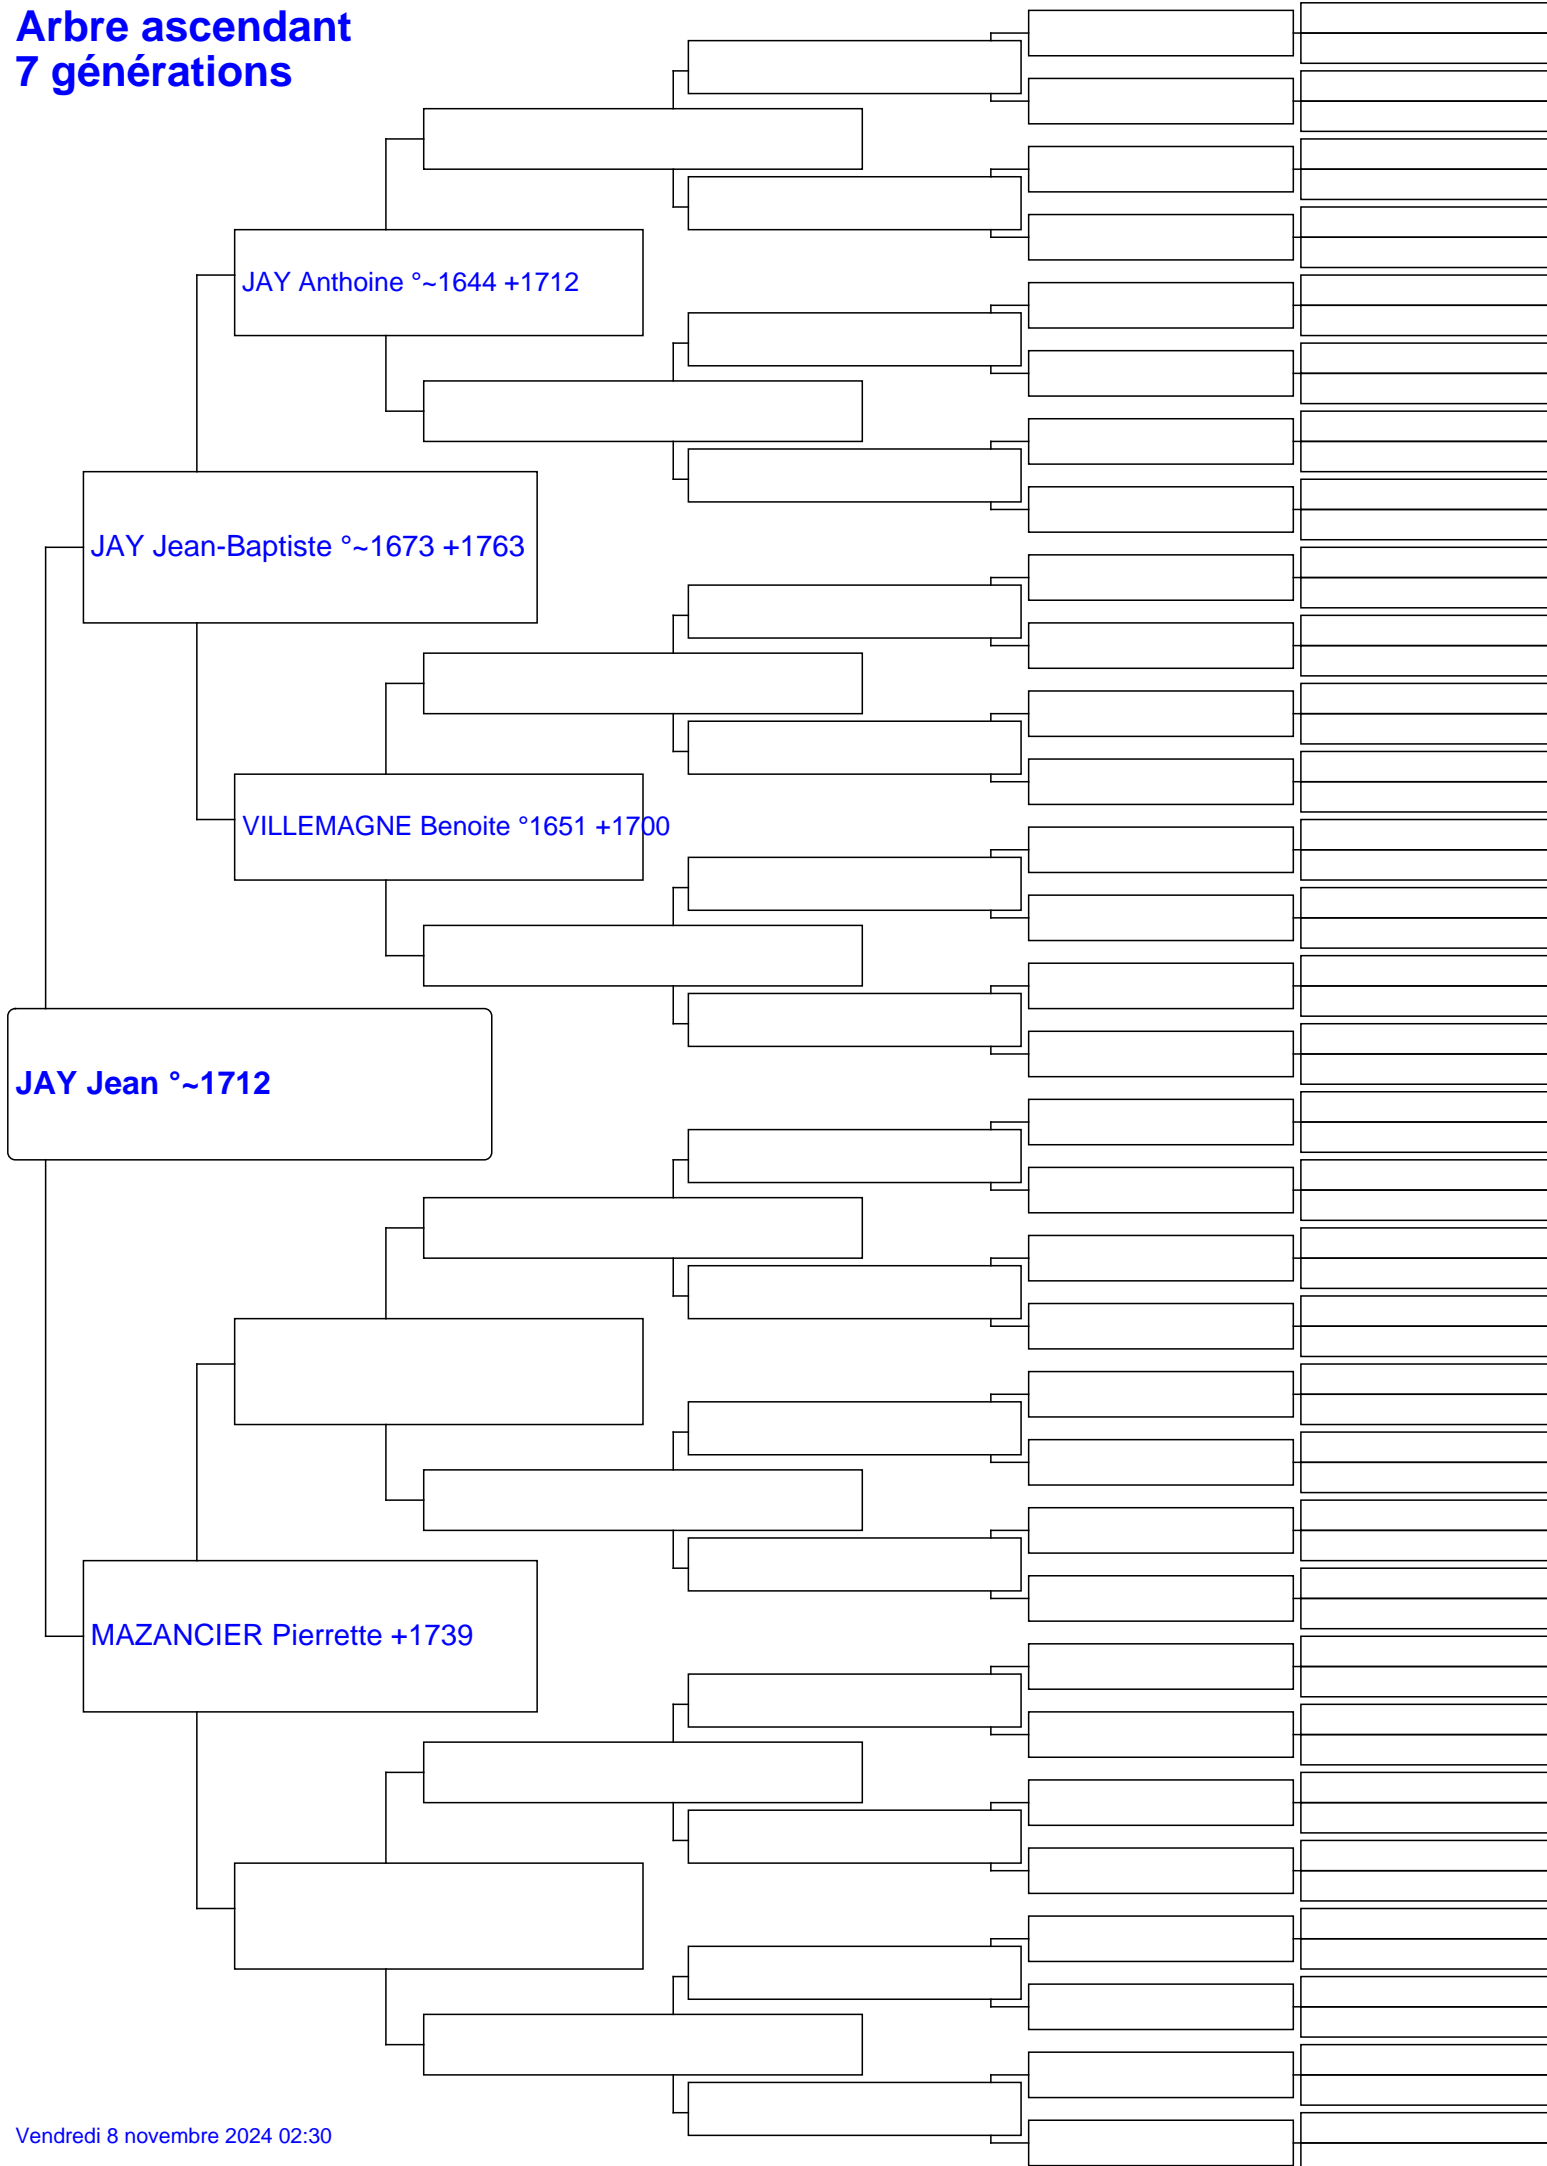 Arbre ascendant
7 générations
JAY Anthoine °~1644 +1712
JAY Jean-Baptiste °~1673 +1763
VILLEMAGNE Benoite °1651 +1700
JAY Jean °~1712
MAZANCIER Pierrette +1739
Vendredi 8 novembre 2024 02:30